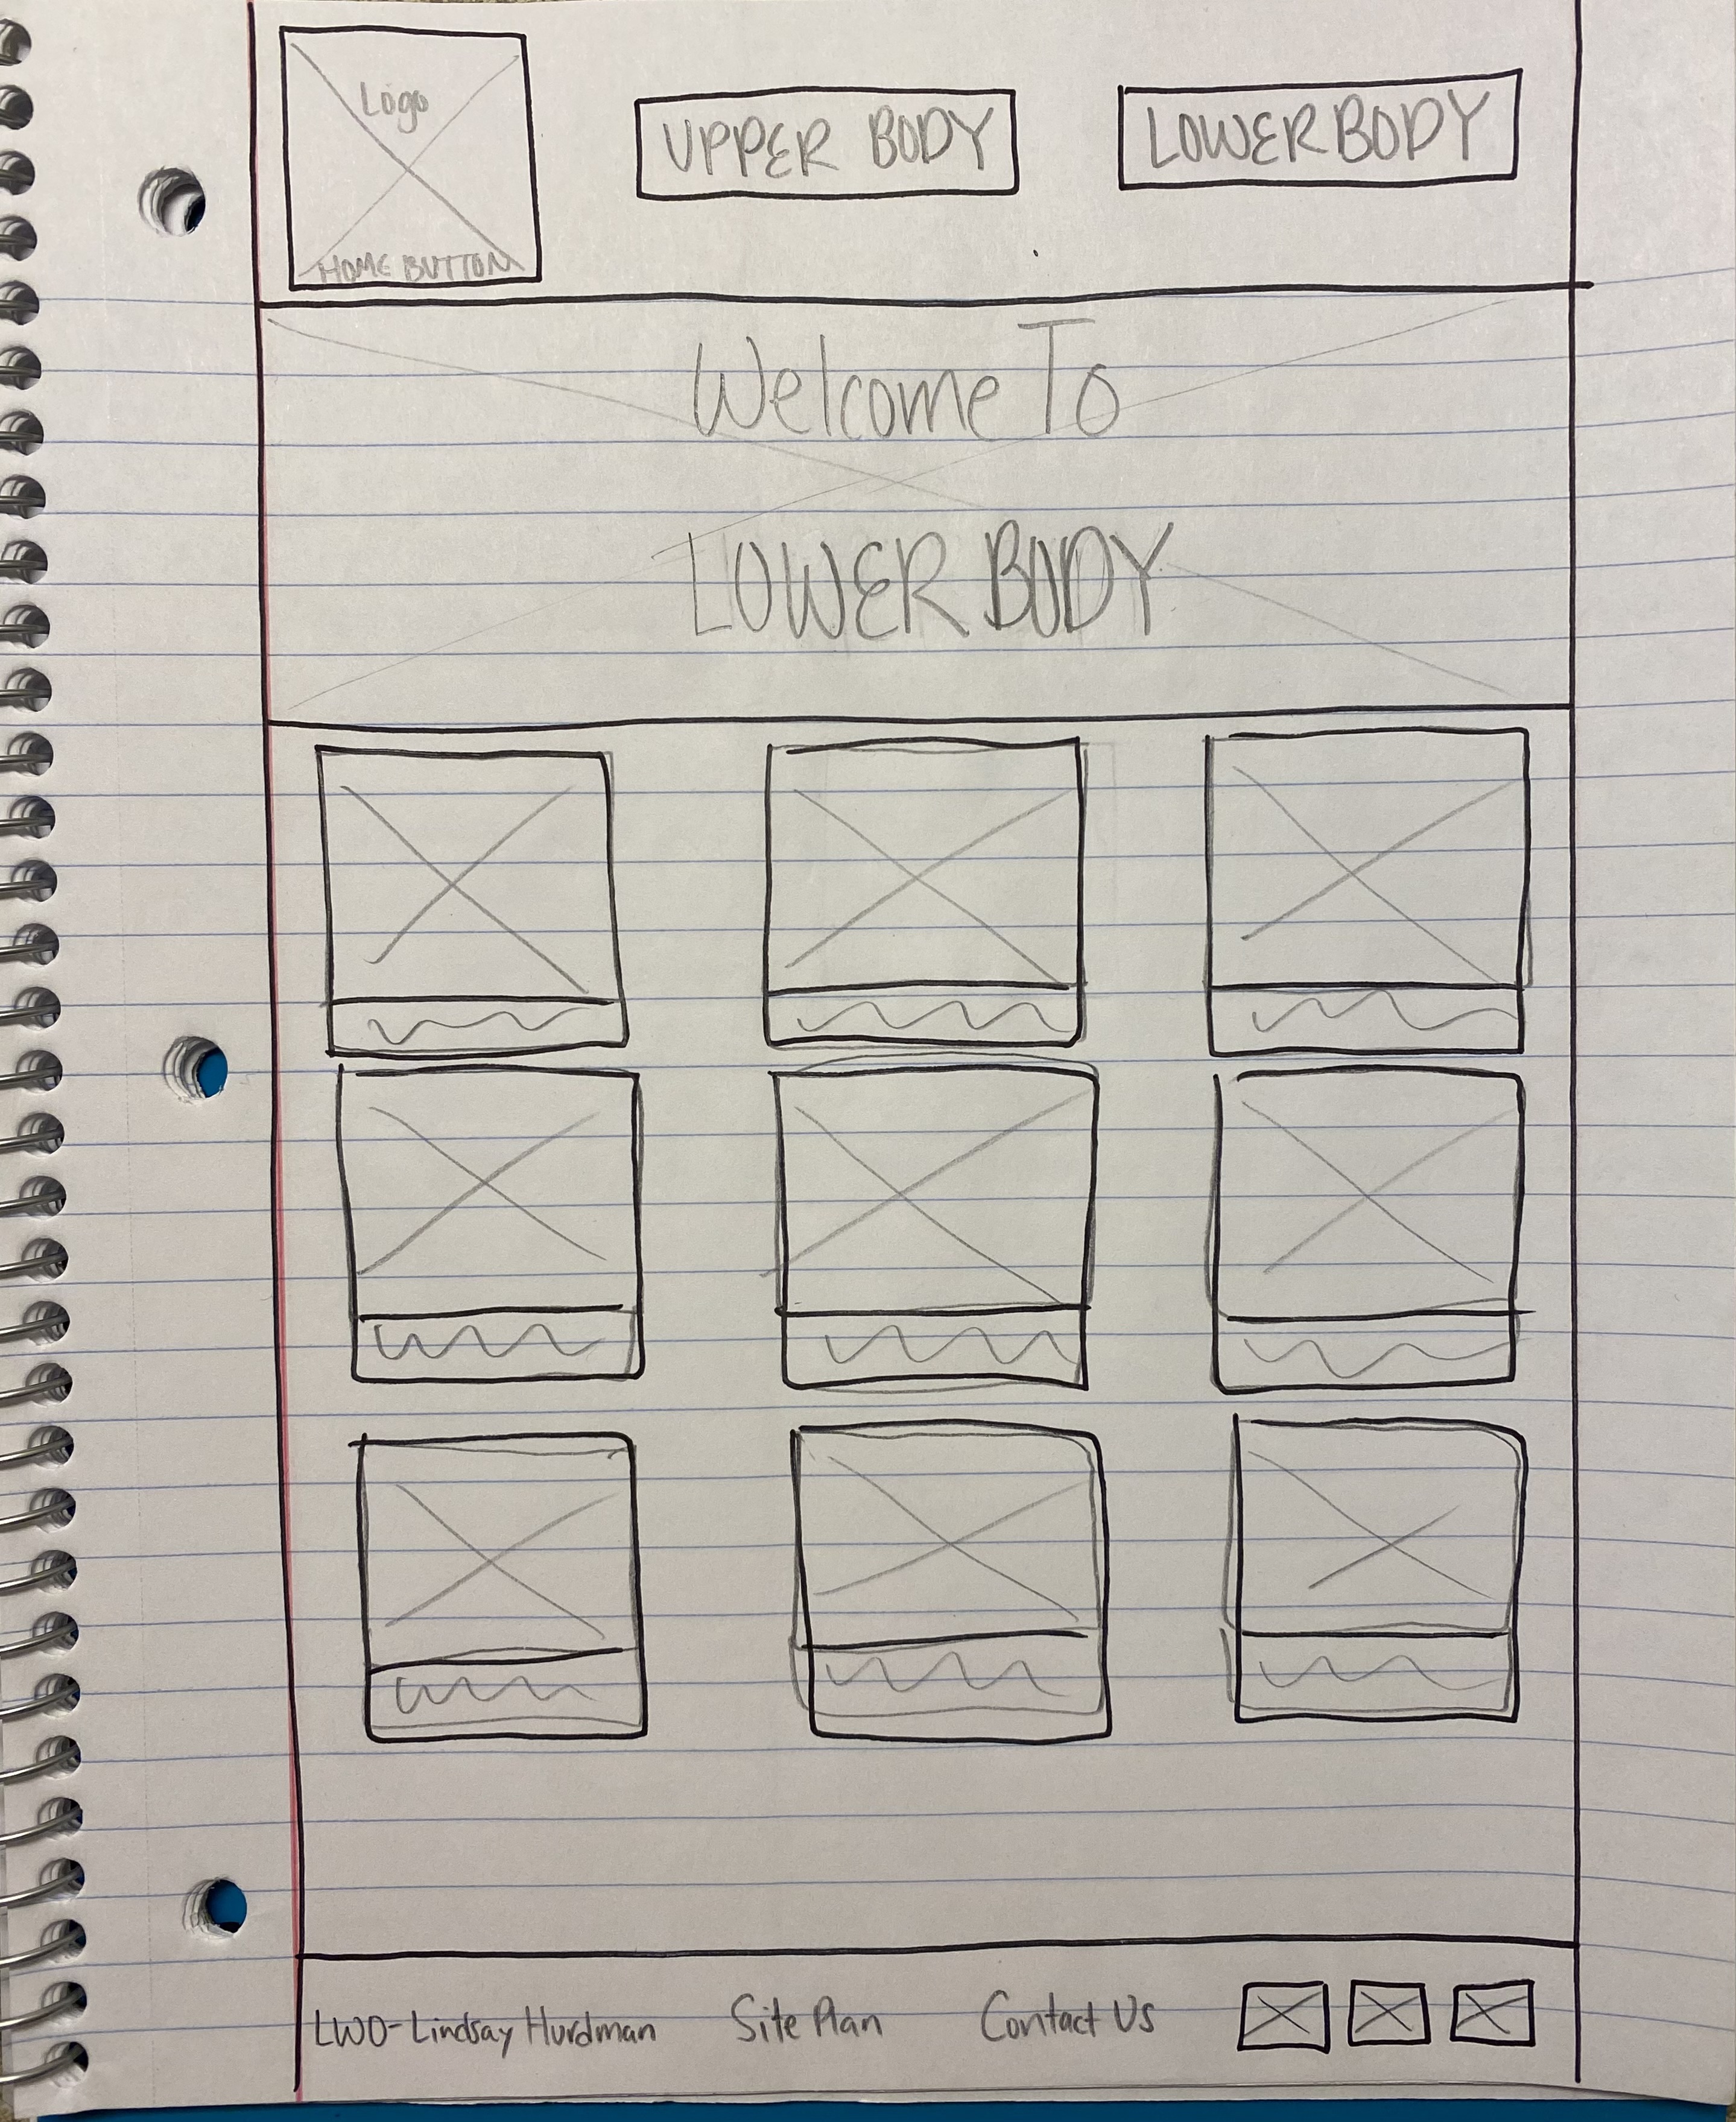 Logo
HOME BUTTON
UPPER BODY
LOWER BODY
Welcome To
LOWER BODY
LWO-Lindsay Hurdman
Site Plan
Contact Us